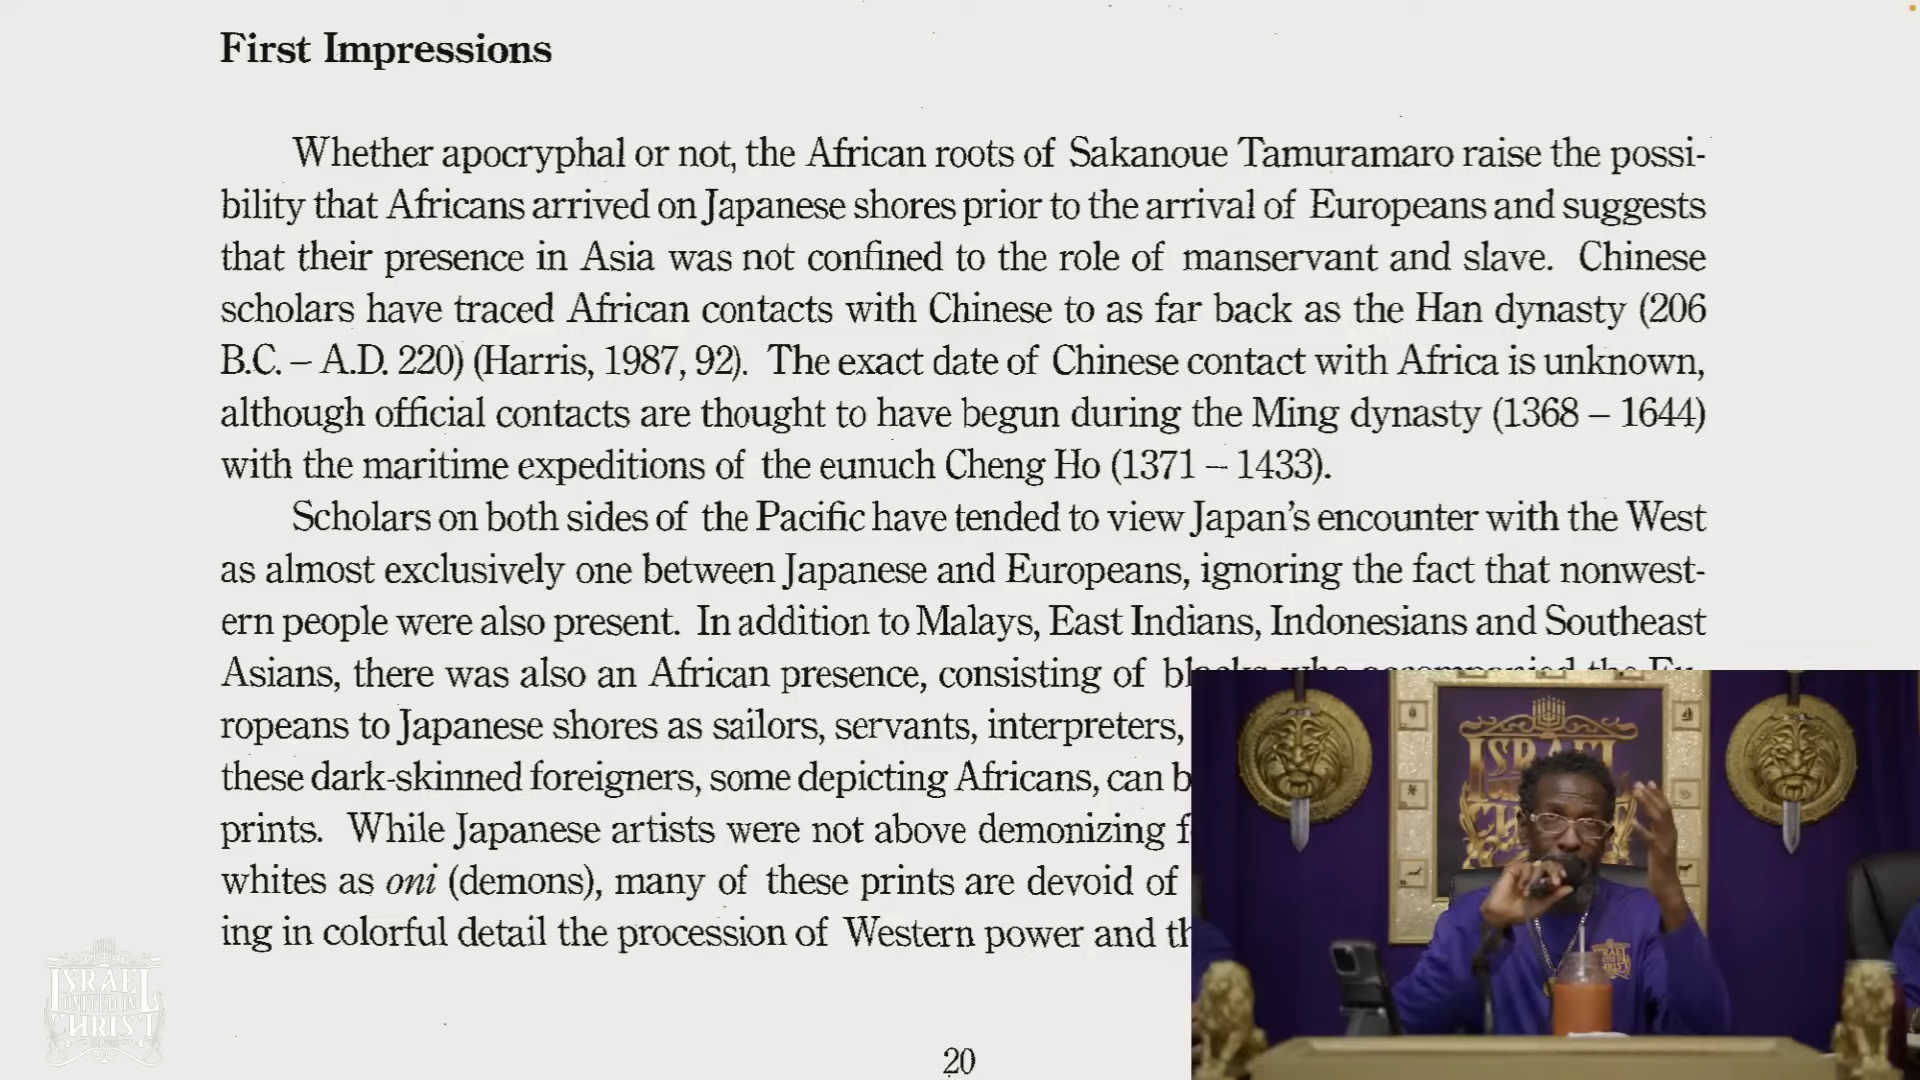 First Impressions
Whether apocryphal or not, the African roots of Sakanoue Tamuramaro raise the possi-
bility that Africans arrived on Japanese shores prior to the arrival of Europeans and suggests
that their presence in Asia was not confined to the role of manservant and slave. Chinese
scholars have traced African contacts with Chinese to as far back as the Han dynasty (206
B.C. – A.D. 220) (Harris, 1987, 92). The exact date of Chinese contact with Africa is unknown,
although official contacts are thought to have begun during the Ming dynasty (1368 – 1644)
with the maritime expeditions of the eunuch Cheng Ho (1371 – 1433).
Scholars on both sides of the Pacific have tended to view Japan's encounter with the West
as almost exclusively one between Japanese and Europeans, ignoring the fact that nonwest-
ern people were also present. In addition to Malays, East Indians, Indonesians and Southeast
Asians, there was also an African presence, consisting of blacks who accompanied the Eu-
ropeans to Japanese shores as sailors, servants, interpreters,
these dark-skinned foreigners, some depicting Africans, can
prints. While Japanese artists were not above demonizing
whites as oni (demons), many of these prints are devoid of
ing in colorful detail the procession of Western power and
20
ISRAEL
UNITED IN
CHRIST
ISRAEL